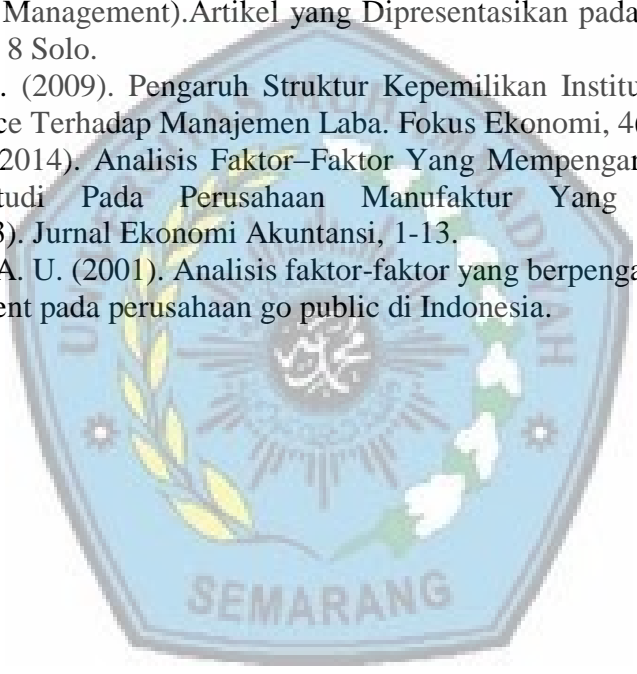 Management).Artikel yang Dipresentasikan pada
8 Solo.
. (2009). Pengaruh Struktur Kepemilikan Institu
ce Terhadap Manajemen Laba. Fokus Ekonomi, 4
2014). Analisis Faktor–Faktor Yang Mempengar
tudi Pada Perusahaan Manufaktur Yang
). Jurnal Ekonomi Akuntansi, 1-13.
A. U. (2001). Analisis faktor-faktor yang berpenga
ent pada perusahaan go public di Indonesia.
SEMARANG